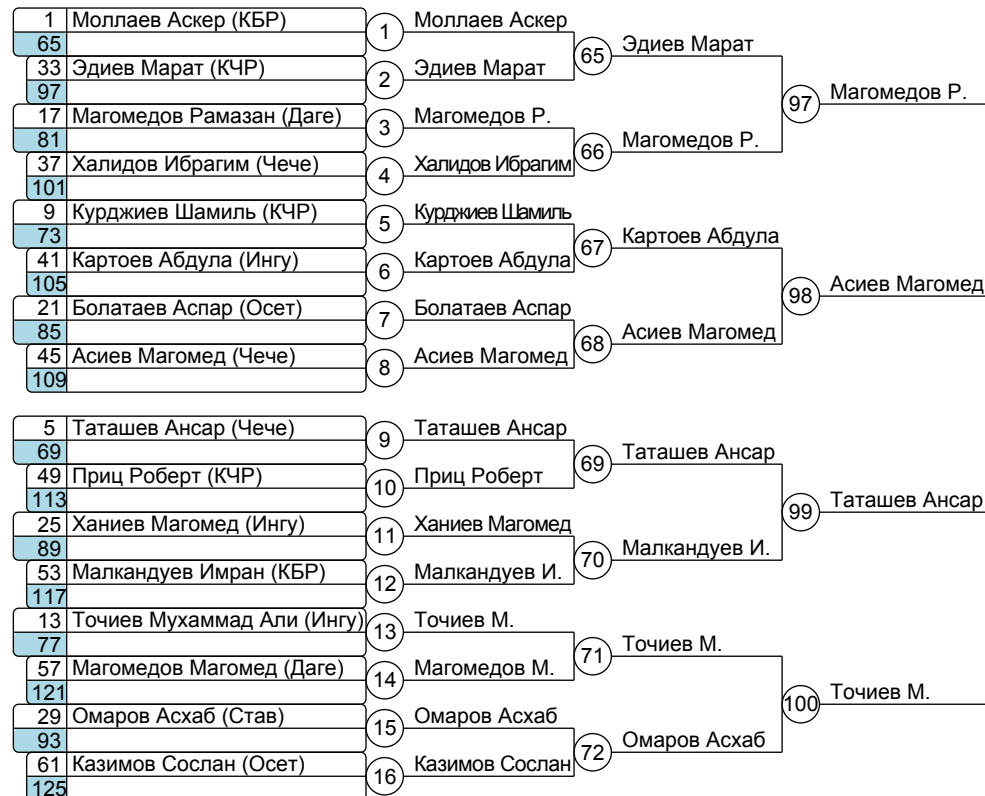 1 Моллаев Аскер (КБР) 1 Моллаев Аскер
65 65 Эдиев Марат
33 Эдиев Марат (КЧР) 2 Эдиев Марат
97 97 Магомедов Р.
17 Магомедов Рамазан (Даге) 3 Магомедов Р.
81 66 Магомедов Р.
37 Халидов Ибрагим (Чече) 4 Халидов Ибрагим
101
9 Курджиев Шамиль (КЧР) 5 Курджиев Шамиль
73 67 Картоев Абдула
41 Картоев Абдула (Ингу) 6 Картоев Абдула
105 98 Асиев Магомед
21 Болатаев Аспар (Осет) 7 Болатаев Аспар
85 68 Асиев Магомед
45 Асиев Магомед (Чече) 8 Асиев Магомед
109
5 Таташев Ансар (Чече) 9 Таташев Ансар
69 69 Таташев Ансар
49 Приц Роберт (КЧР) 10 Приц Роберт
113 99 Таташев Ансар
25 Ханиев Магомед (Ингу) 11 Ханиев Магомед
89 70 Малкандуев И.
53 Малкандуев Имран (КБР) 12 Малкандуев И.
117
13 Точиев Мухаммад Али (Ингу) 13 Точиев М.
77 71 Точиев М.
57 Магомедов Магомед (Даге) 14 Магомедов М.
121 100 Точиев М.
29 Омаров Асхаб (Став) 15 Омаров Асхаб
93 72 Омаров Асхаб
61 Казимов Сослан (Осет) 16 Казимов Сослан
125